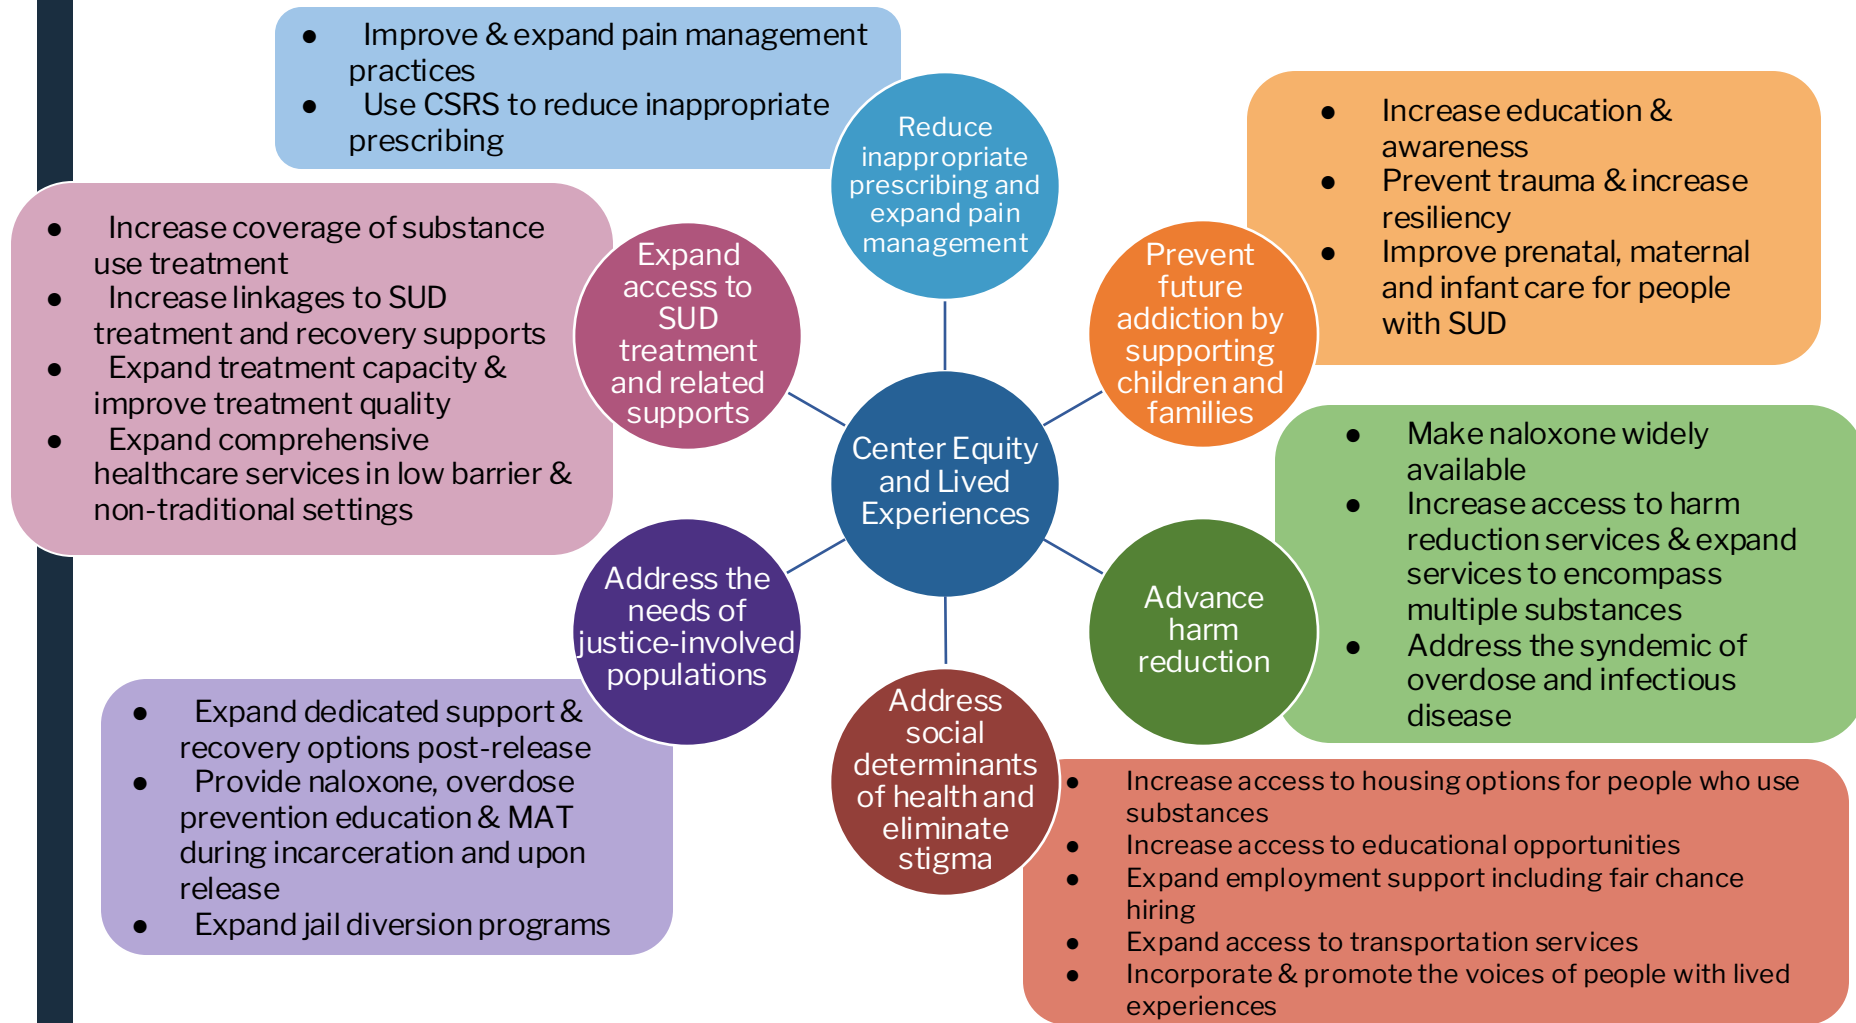 ● Improve & expand pain management
practices
● Use CSRS to reduce inappropriate
prescribing
Reduce
inappropriate
prescribing and
expand pain
management
● Increase education &
awareness
● Prevent trauma & increase
resiliency
● Improve prenatal, maternal
and infant care for people
with SUD
Prevent
future
addiction by
supporting
children and
families
● Increase coverage of substance
use treatment
● Increase linkages to SUD
treatment and recovery supports
● Expand treatment capacity &
improve treatment quality
● Expand comprehensive
healthcare services in low barrier &
non-traditional settings
Expand
access to
SUD
treatment
and related
supports
Center Equity
and Lived
Experiences
● Make naloxone widely
available
● Increase access to harm
reduction services & expand
services to encompass
multiple substances
● Address the syndemic of
overdose and infectious
disease
Advance
harm
reduction
Address the
needs of
justice-involved
populations
● Expand dedicated support &
recovery options post-release
● Provide naloxone, overdose
prevention education & MAT
during incarceration and upon
release
● Expand jail diversion programs
Address
social
determinants
of health and
eliminate
stigma
● Increase access to housing options for people who use
substances
● Increase access to educational opportunities
● Expand employment support including fair chance
hiring
● Expand access to transportation services
● Incorporate & promote the voices of people with lived
experiences